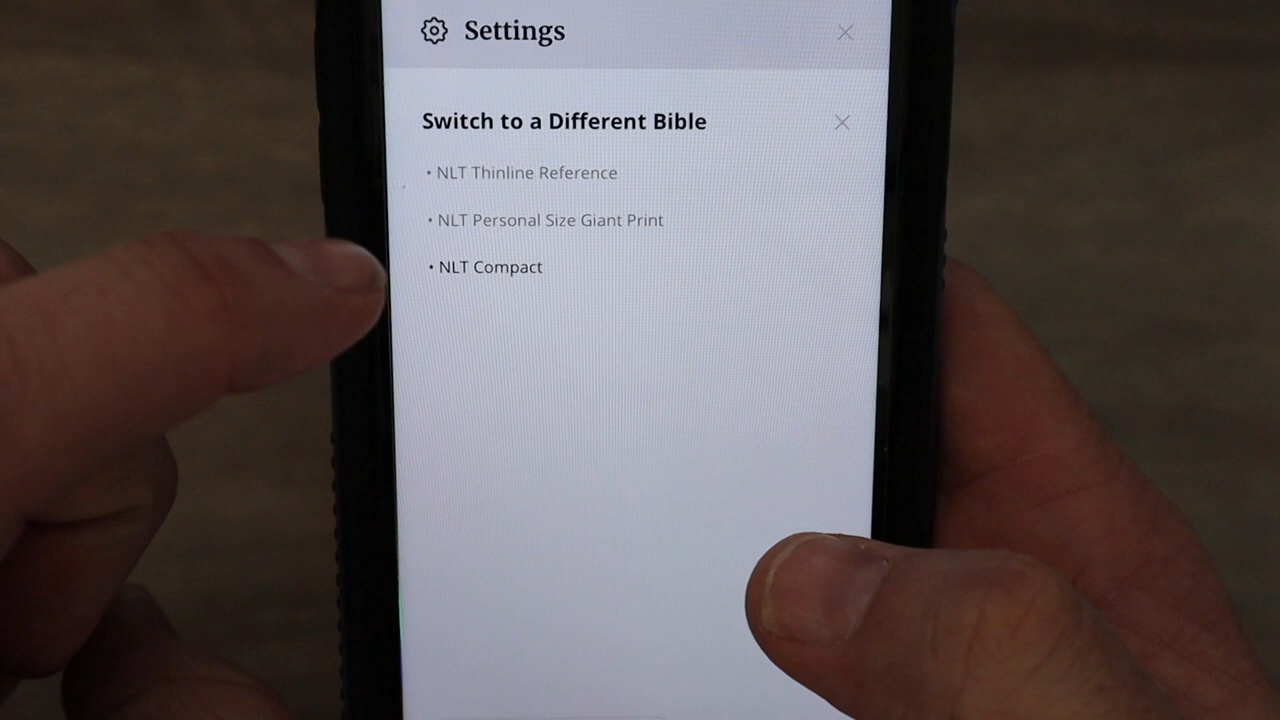 Settings
Switch to a Different Bible
• NLT Thinline Reference
• NLT Personal Size Giant Print
• NLT Compact